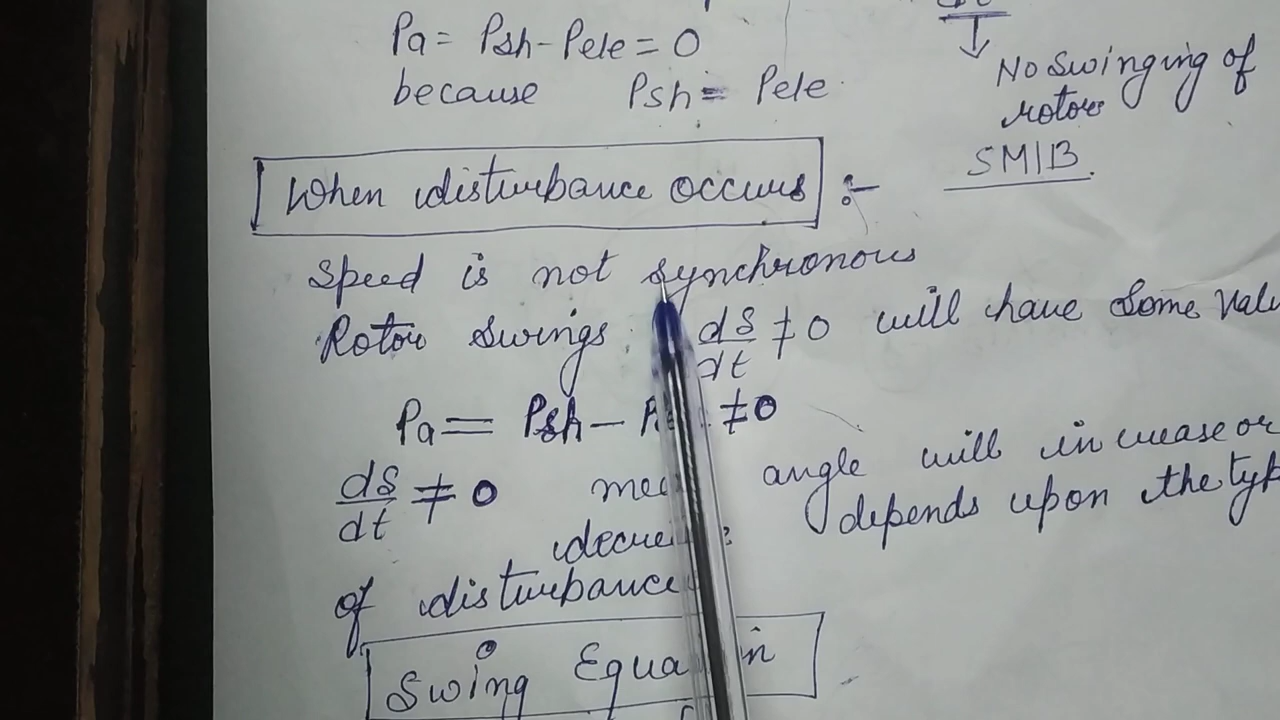 Pa = Psh - Pele = 0
because Psh = Pele
No swinging of
rotor
SMIB.
When disturbance occurs :-
Speed is not synchronous
Rotor swings dδ/dt ≠ 0 will have some
Pa = Psh - ≠ 0
dδ/dt ≠ 0 angle will increase or
depends upon the
of disturbance
Swing